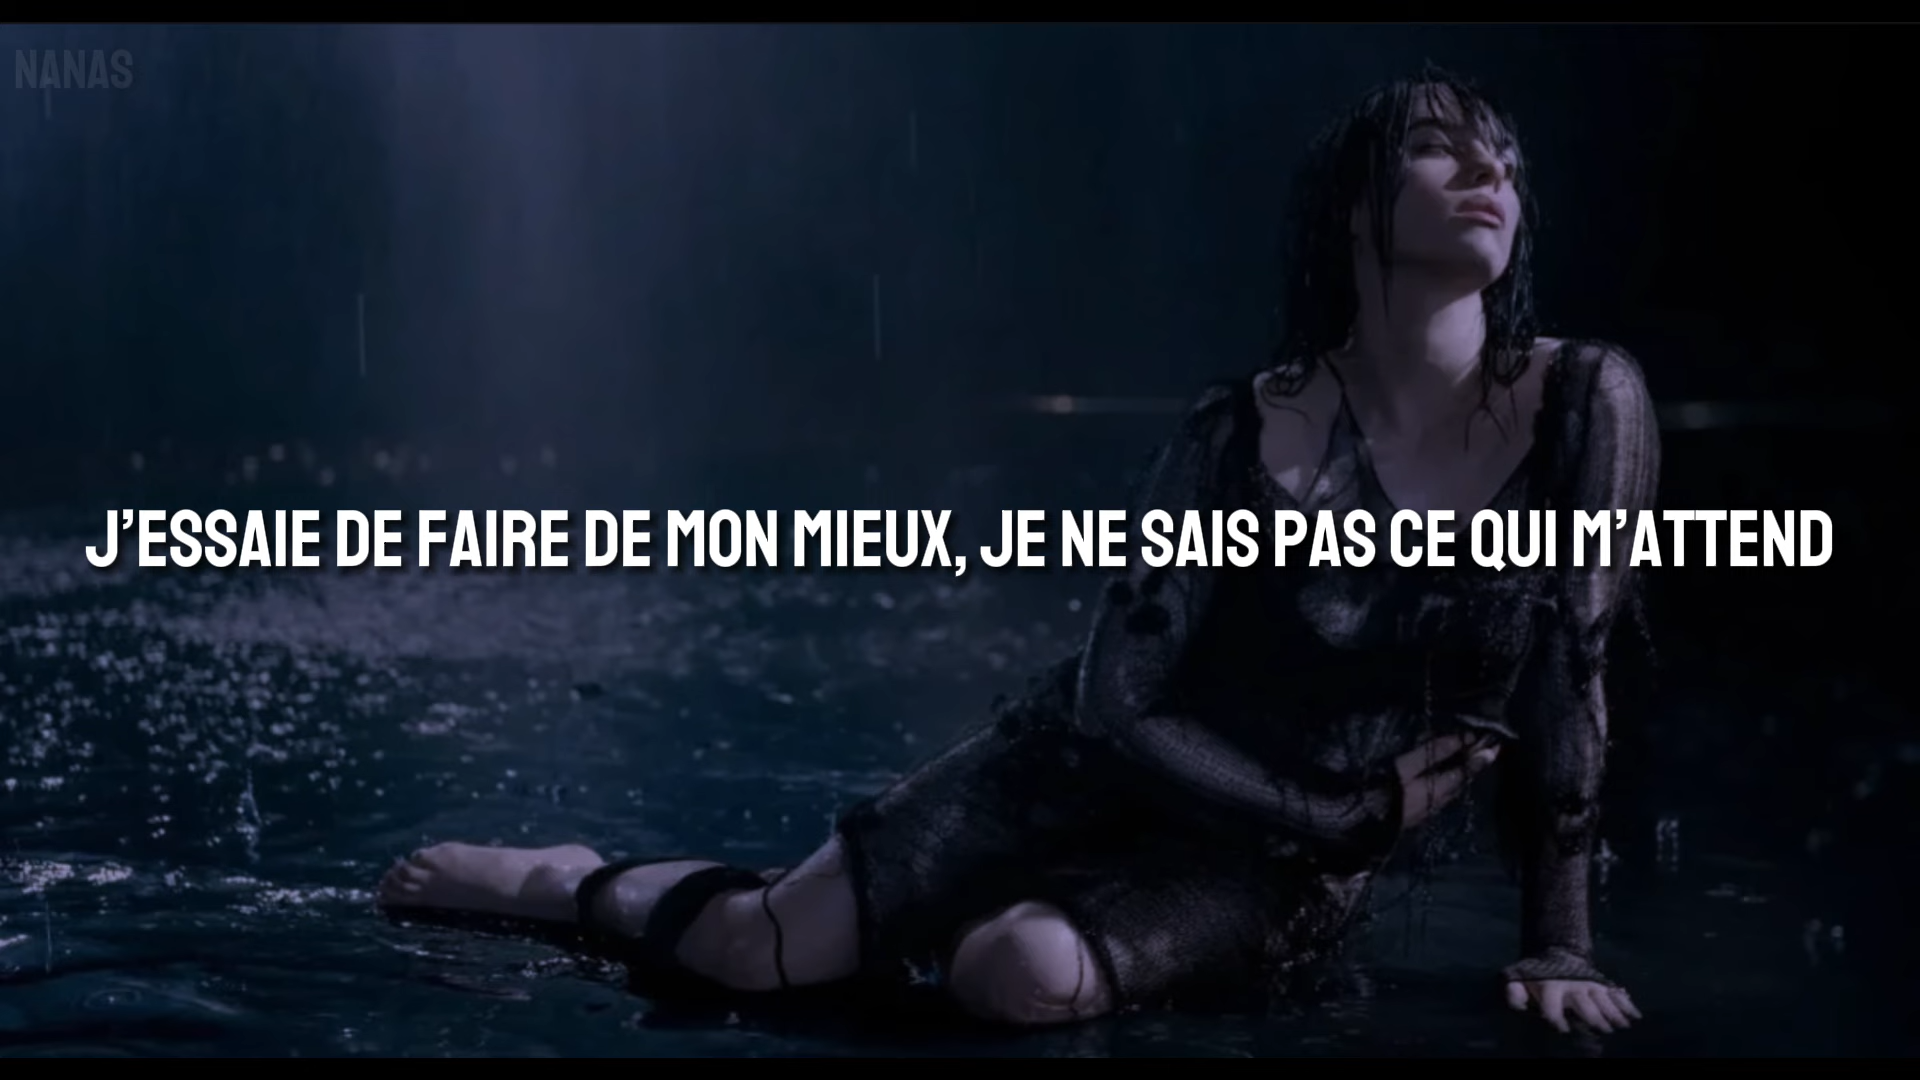 NANAS
J’ESSAIE DE FAIRE DE MON MIEUX, JE NE SAIS PAS CE QUI M’ATTEND